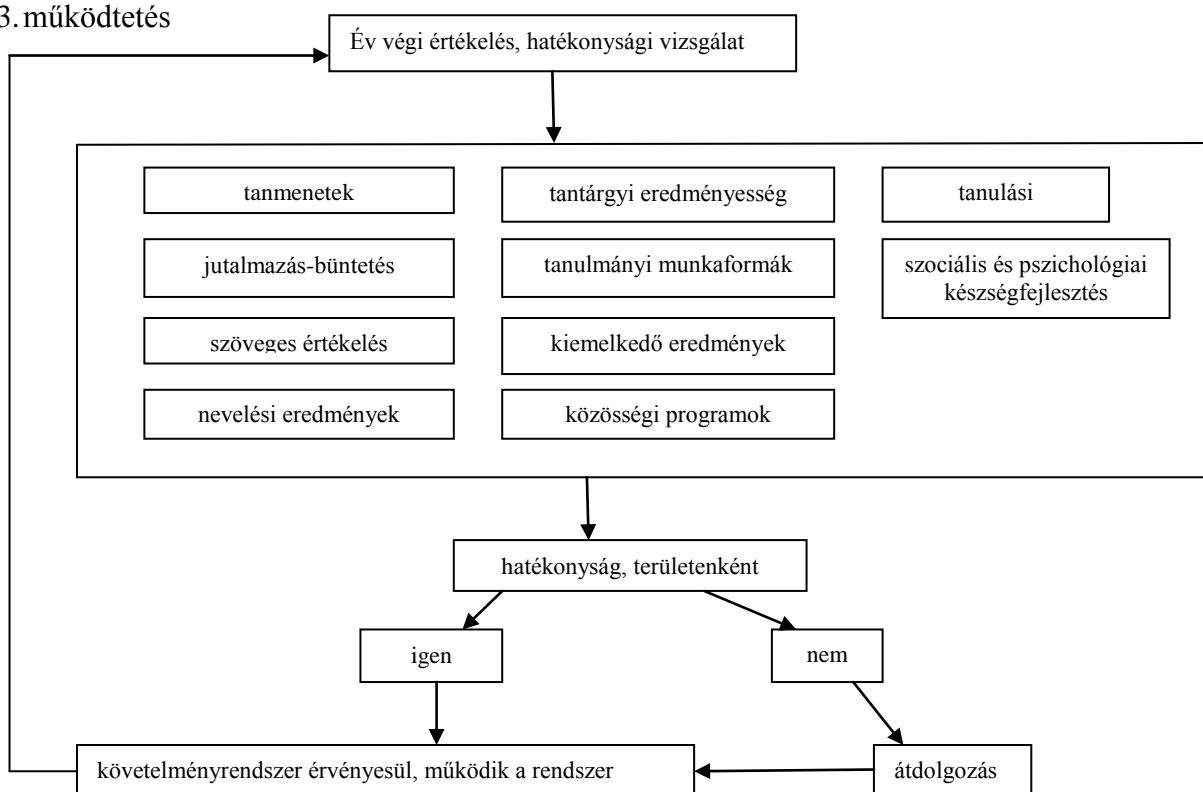 3. működtetés
Év végi értékelés, hatékonysági vizsgálat
tanmenetek
tantárgyi eredményesség
tanulási
jutalmazás-büntetés
tanulmányi munkaformák
szociális és pszichológiai
készségfejlesztés
szöveges értékelés
kiemelkedő eredmények
nevelési eredmények
közösségi programok
hatékonyság, területenként
igen
nem
követelményrendszer érvényesül, működik a rendszer
átdolgozás